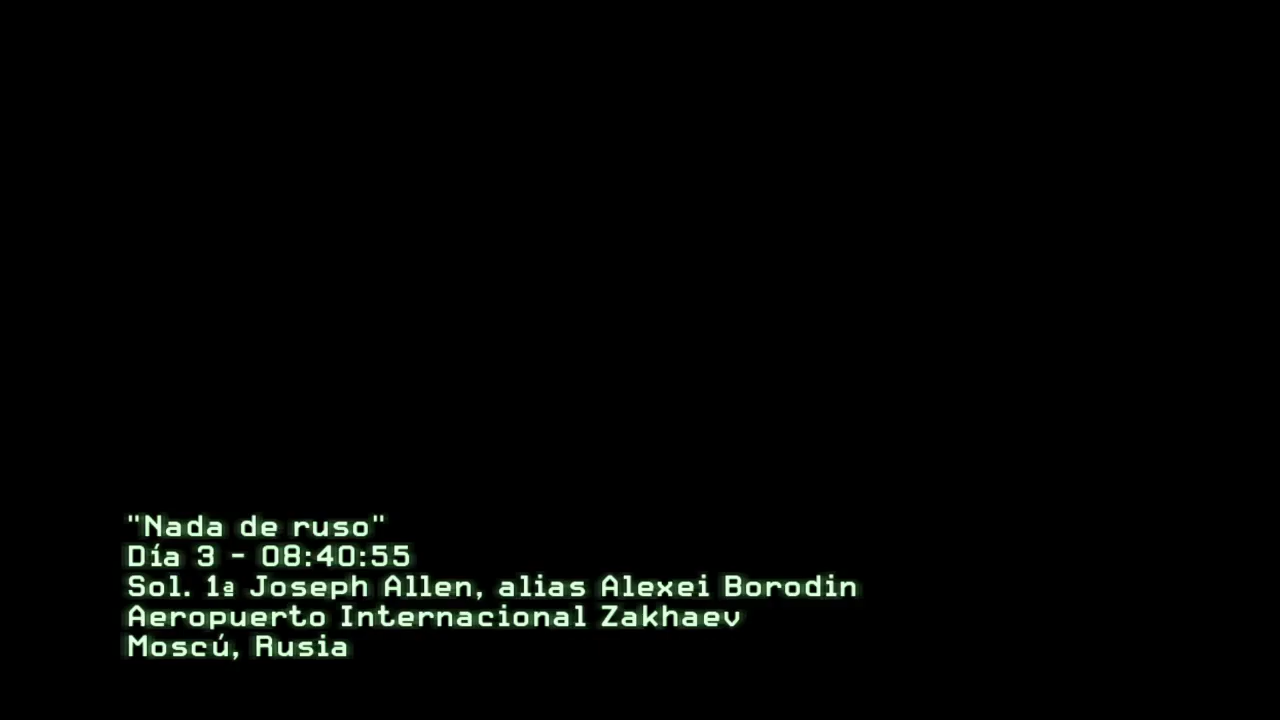 "Nada de ruso"
Día 3 - 08:40:55
Sol. 1ª Joseph Allen, alias Alexei Borodin
Aeropuerto Internacional Zakhaev
Moscú, Rusia